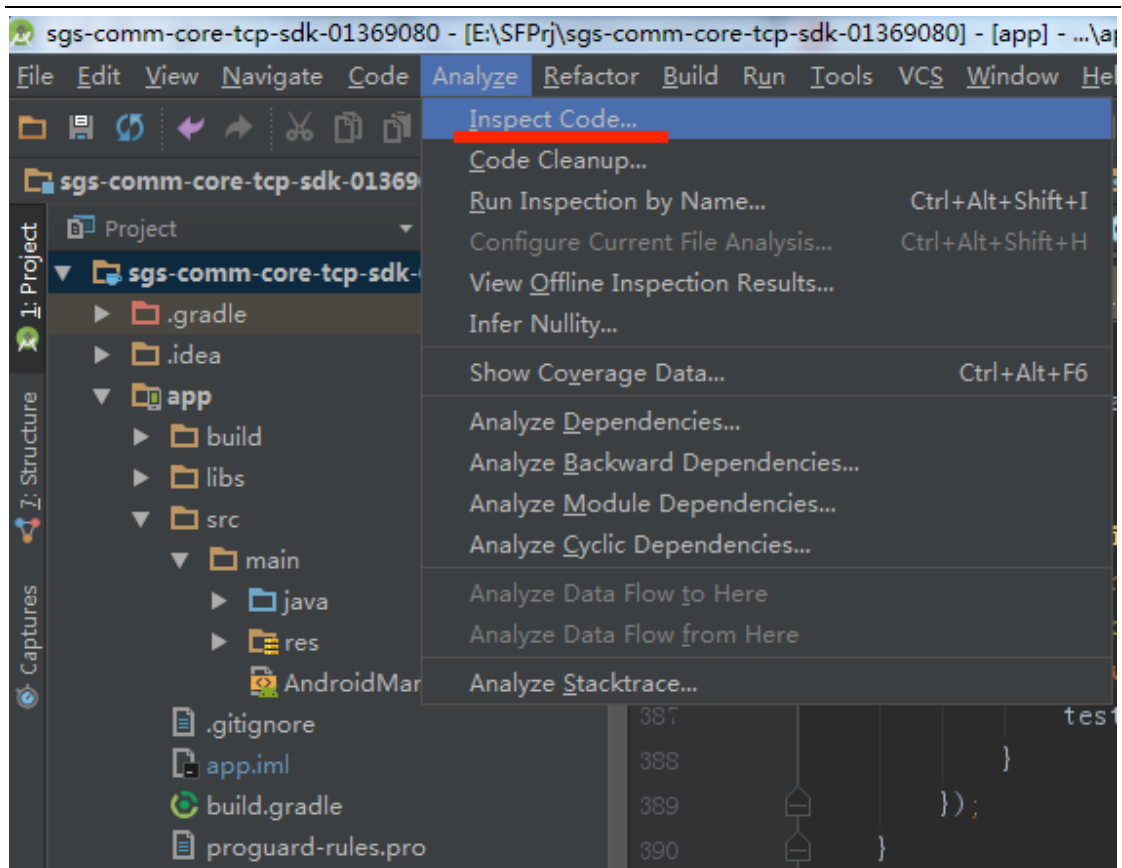 sgs-comm-core-tcp-sdk-01369080 - [E:\SFPrj\sgs-comm-core-tcp-sdk-01369080] - [app] - ...\a
File Edit View Navigate Code Analyze Refactor Build Run Tools VCS Window Hel
sgs-comm-core-tcp-sdk-01369
1: Project
7: Structure
Captures
Project
sgs-comm-core-tcp-sdk-
.gradle
.idea
app
build
libs
src
main
java
res
AndroidMar
.gitignore
app.iml
build.gradle
proguard-rules.pro
Inspect Code...
Code Cleanup...
Run Inspection by Name... Ctrl+Alt+Shift+I
Configure Current File Analysis... Ctrl+Alt+Shift+H
View Offline Inspection Results...
Infer Nullity...
Show Coverage Data... Ctrl+Alt+F6
Analyze Dependencies...
Analyze Backward Dependencies...
Analyze Module Dependencies...
Analyze Cyclic Dependencies...
Analyze Data Flow to Here
Analyze Data Flow from Here
Analyze Stacktrace...
387 test
388 }
389 });
390 }